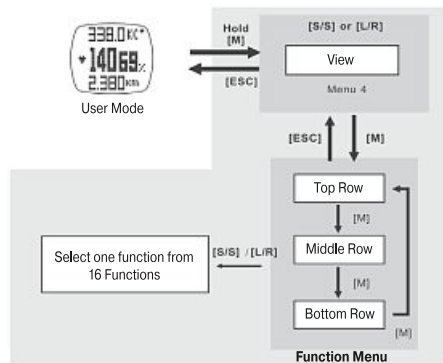 338.0KC*
14069%
2.380KM
User Mode
Hold
[M]
[ESC]
[S/S] or [L/R]
View
Menu 4
[ESC]
[M]
Top Row
[M]
Middle Row
[M]
Bottom Row
[M]
Function Menu
[S/S] / [L/R]
Select one function from
16 Functions